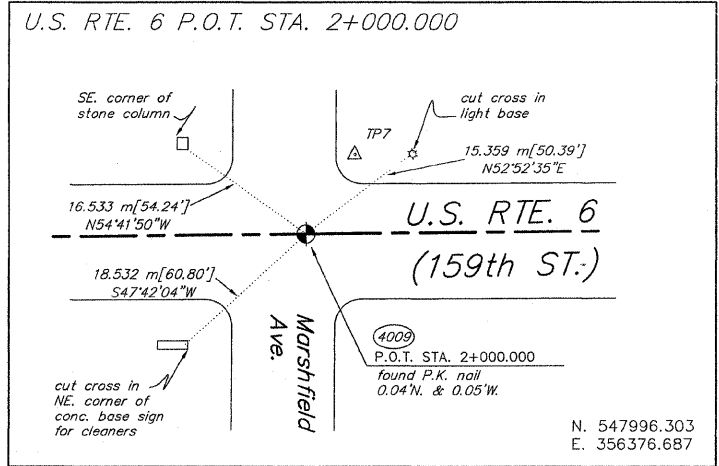 U.S. RTE. 6 P.O.T. STA. 2+000.000
SE. corner of
stone column
cut cross in
light base
TP7
15.359 m[50.39']
N52°52'35"E
16.533 m[54.24']
N54°41'50"W
U.S. RTE. 6
(159th ST.)
18.532 m[60.80']
S47°42'04"W
Marshfield
Ave.
4009
P.O.T. STA. 2+000.000
found P.K. nail
0.04'N. & 0.05'W.
cut cross in
NE. corner of
conc. base sign
for cleaners
N. 547996.303
E. 356376.687